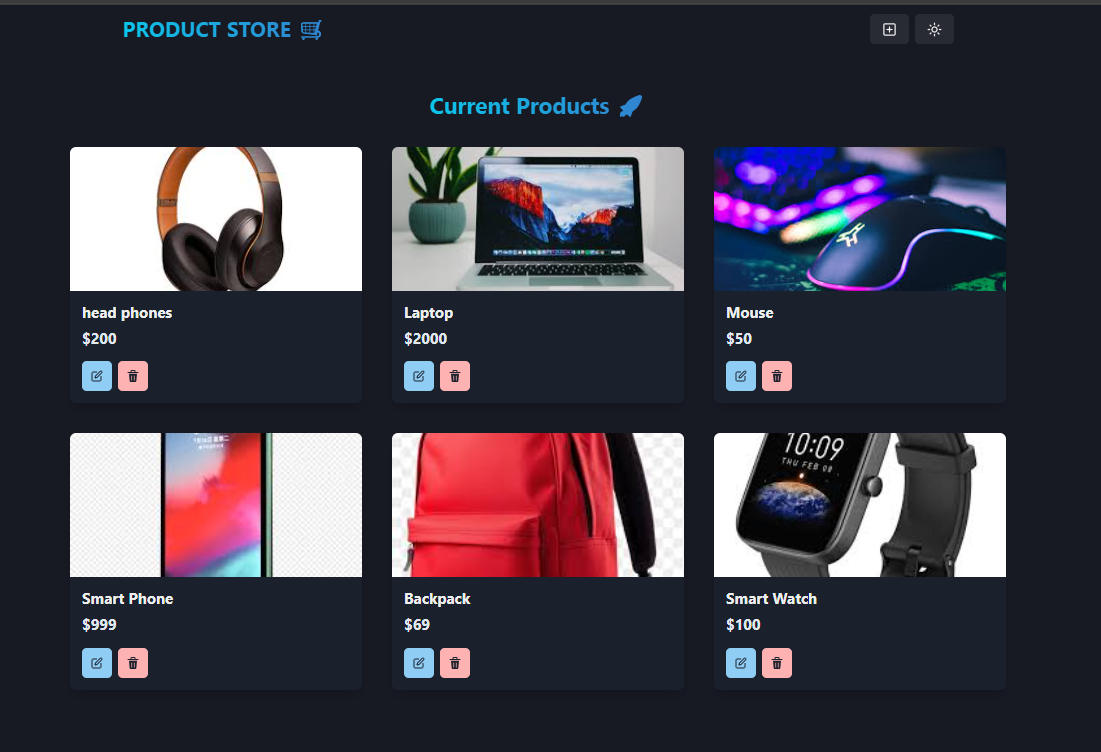 PRODUCT STORE 🛒
Current Products 🚀
head phones
$200
Laptop
$2000
Mouse
$50
10:09
THU FEB 08
Smart Phone
$999
Backpack
$69
Smart Watch
$100